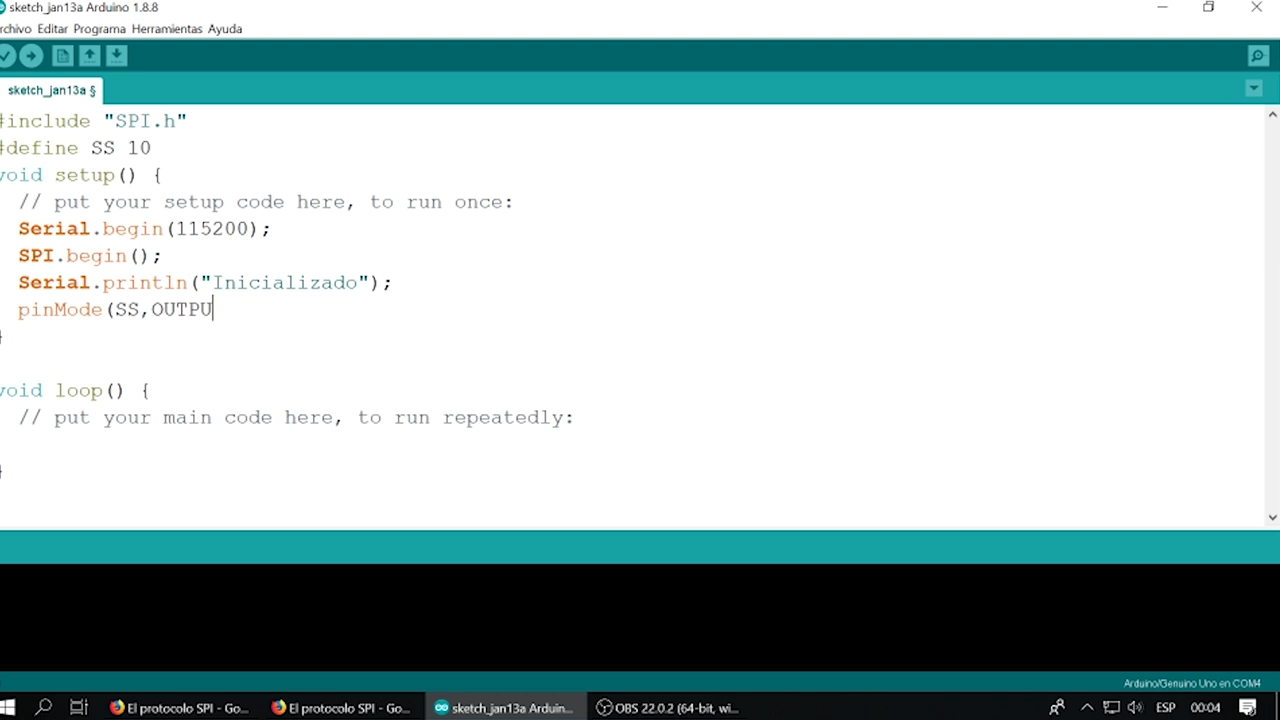 sketch_jan13a Arduino 1.8.8
rchivo Editar Programa Herramientas Ayuda
sketch_jan13a §
#include "SPI.h"
#define SS 10
void setup() {
// put your setup code here, to run once:
Serial.begin(115200);
SPI.begin();
Serial.println("Inicializado");
pinMode(SS,OUTPU
}
void loop() {
// put your main code here, to run repeatedly:
}
Arduino/Genuino Uno en COM4
El protocolo SPI - Go... El protocolo SPI - Go... sketch_jan13a Arduin... OBS 22.0.2 (64-bit, wi... ESP 00:04